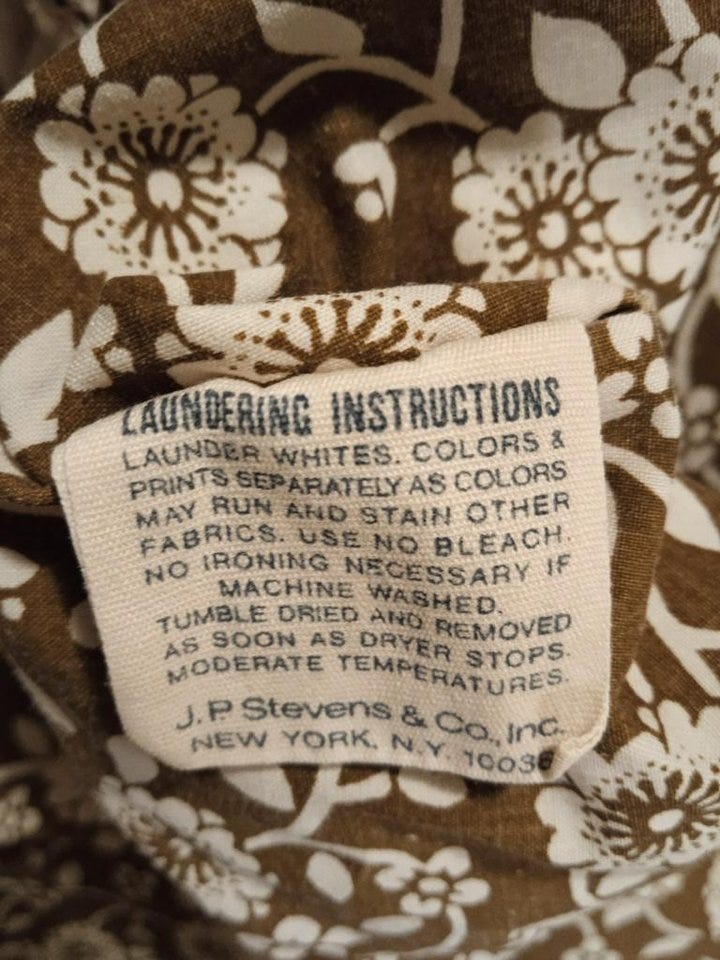 LAUNDERING INSTRUCTIONS
LAUNDER WHITES. COLORS &
PRINTS SEPARATELY AS COLORS
MAY RUN AND STAIN OTHER
FABRICS. USE NO BLEACH.
NO IRONING NECESSARY IF
MACHINE WASHED.
TUMBLE DRIED AND REMOVED
AS SOON AS DRYER STOPS.
MODERATE TEMPERATURES.
J.P. Stevens & Co., Inc.
NEW YORK, N.Y. 10036